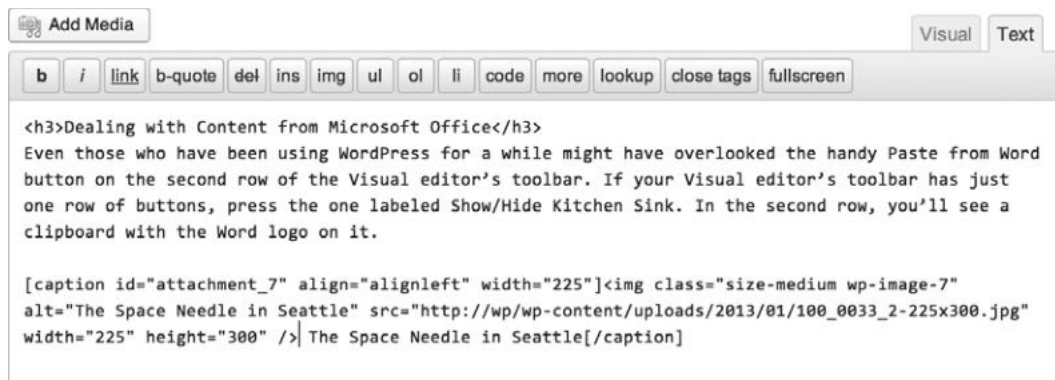 Add Media
Visual Text
b i link b-quote del ins img ul ol li code more lookup close tags fullscreen
<h3>Dealing with Content from Microsoft Office</h3>
Even those who have been using WordPress for a while might have overlooked the handy Paste from Word
button on the second row of the Visual editor’s toolbar. If your Visual editor’s toolbar has just
one row of buttons, press the one labeled Show/Hide Kitchen Sink. In the second row, you’ll see a
clipboard with the Word logo on it.
[caption id="attachment_7" align="alignleft" width="225"]<img class="size-medium wp-image-7"
alt="The Space Needle in Seattle" src="http://wp/wp-content/uploads/2013/01/100_0033_2-225x300.jpg"
width="225" height="300" /> The Space Needle in Seattle[/caption]